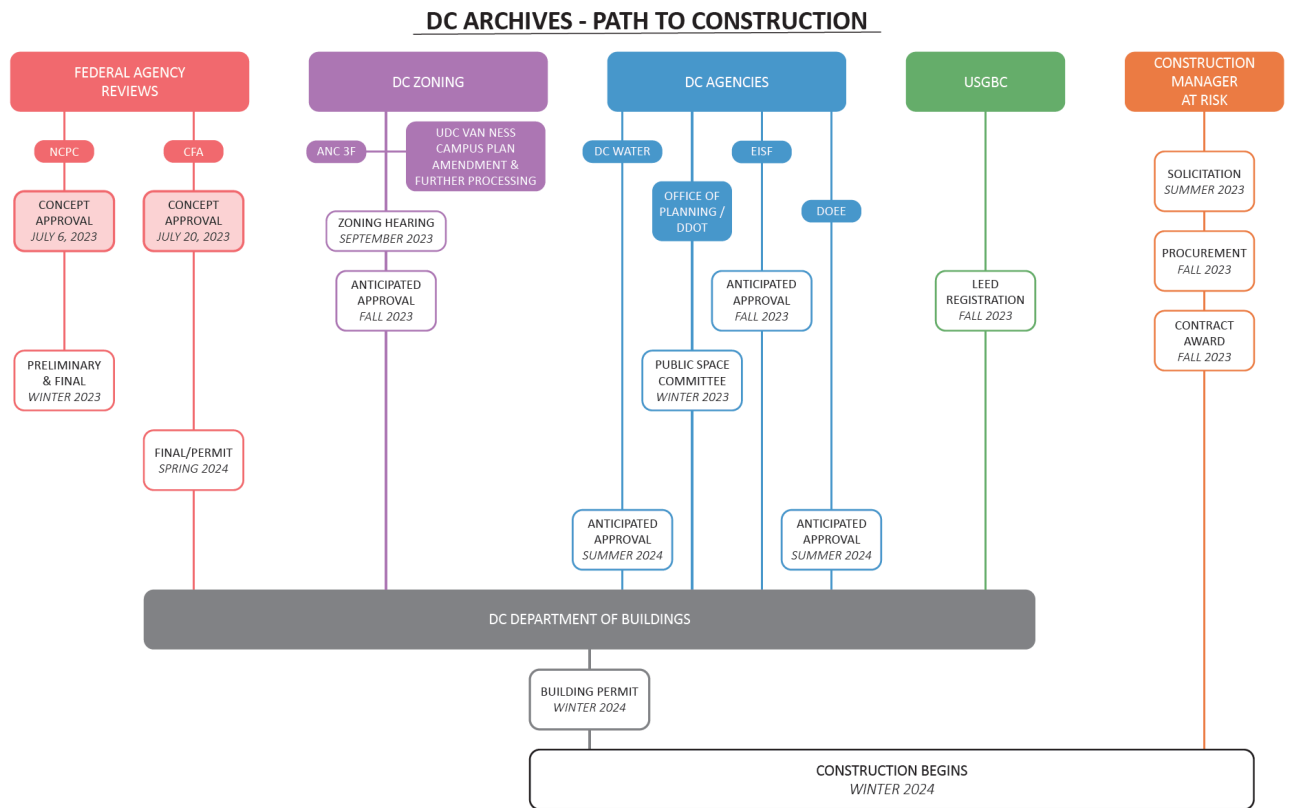 DC ARCHIVES - PATH TO CONSTRUCTION
FEDERAL AGENCY
REVIEWS
NCPC
CFA
CONCEPT
APPROVAL
JULY 6, 2023
CONCEPT
APPROVAL
JULY 20, 2023
PRELIMINARY
& FINAL
WINTER 2023
FINAL/PERMIT
SPRING 2024
DC ZONING
ANC 3F
UDC VAN NESS
CAMPUS PLAN
AMENDMENT &
FURTHER PROCESSING
ZONING HEARING
SEPTEMBER 2023
ANTICIPATED
APPROVAL
FALL 2023
DC AGENCIES
DC WATER
EISF
OFFICE OF
PLANNING /
DDOT
DOEE
ANTICIPATED
APPROVAL
FALL 2023
PUBLIC SPACE
COMMITTEE
WINTER 2023
ANTICIPATED
APPROVAL
SUMMER 2024
ANTICIPATED
APPROVAL
SUMMER 2024
USGBC
LEED
REGISTRATION
FALL 2023
CONSTRUCTION
MANAGER
AT RISK
SOLICITATION
SUMMER 2023
PROCUREMENT
FALL 2023
CONTRACT
AWARD
FALL 2023
DC DEPARTMENT OF BUILDINGS
BUILDING PERMIT
WINTER 2024
CONSTRUCTION BEGINS
WINTER 2024